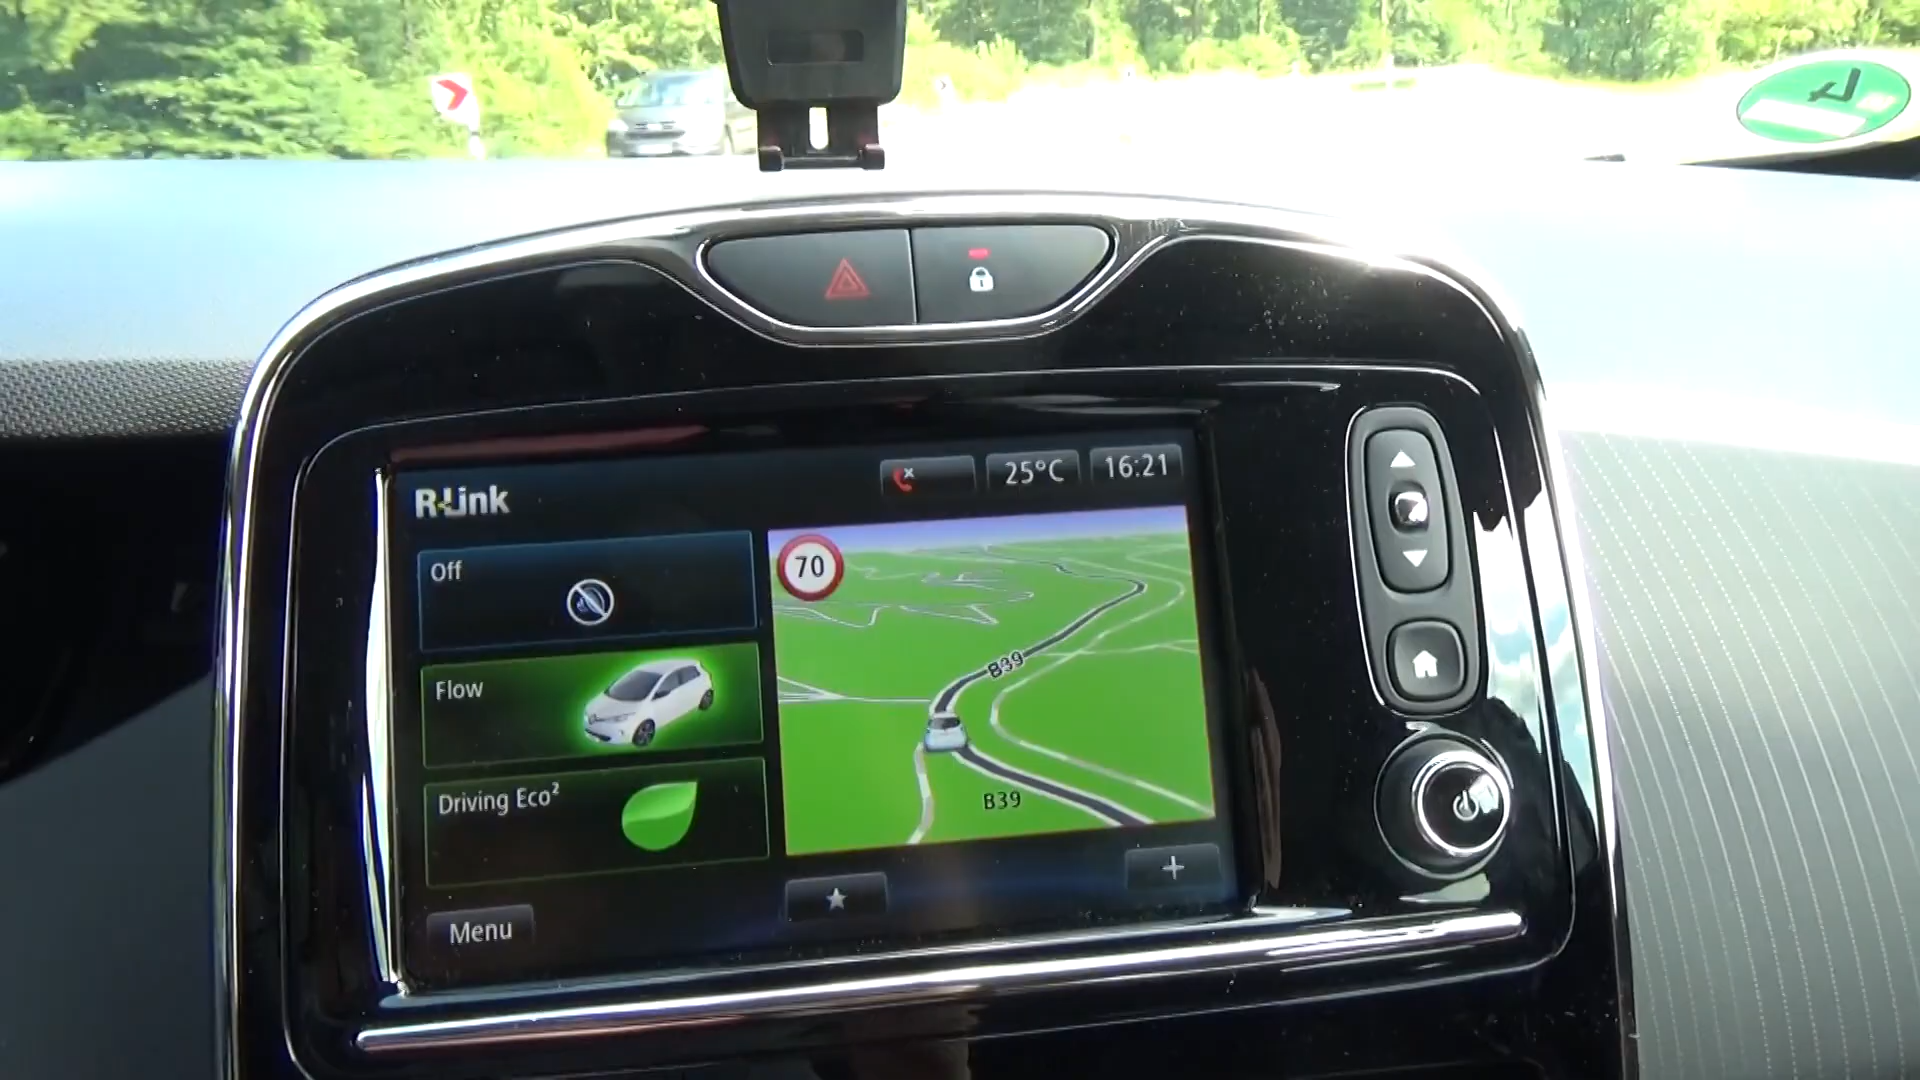 R-Link
25°C
16:21
Off
70
Flow
B39
Driving Eco²
B39
Menu